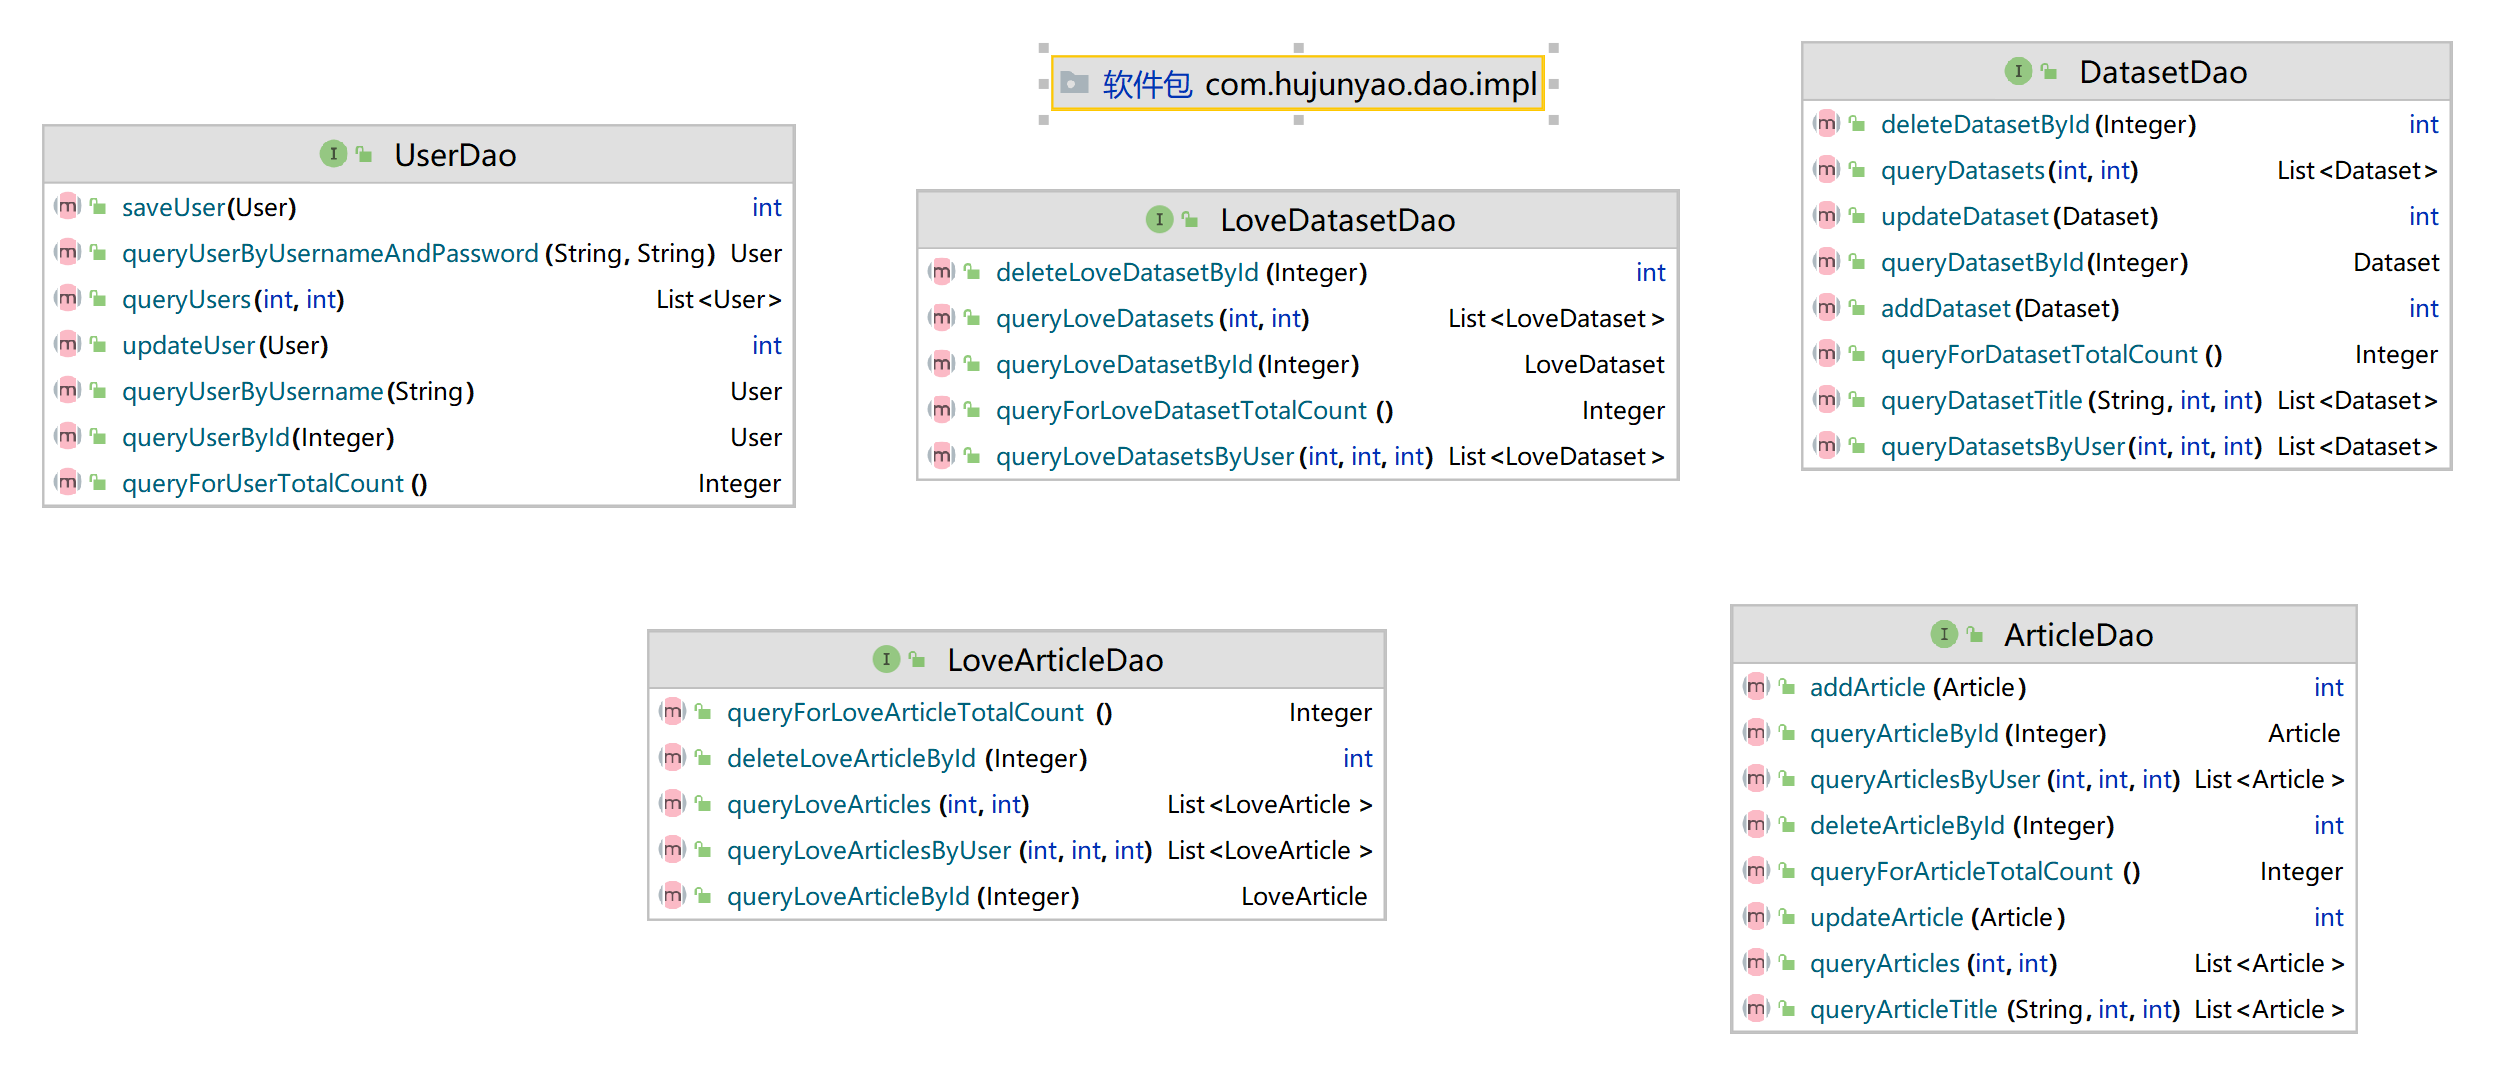 软件包 com.hujunyao.dao.impl
UserDao
saveUser(User) int
queryUserByUsernameAndPassword(String, String) User
queryUsers(int, int) List<User>
updateUser(User) int
queryUserByUsername(String) User
queryUserById(Integer) User
queryForUserTotalCount() Integer
LoveDatasetDao
deleteLoveDatasetById(Integer) int
queryLoveDatasets(int, int) List<LoveDataset>
queryLoveDatasetById(Integer) LoveDataset
queryForLoveDatasetTotalCount() Integer
queryLoveDatasetsByUser(int, int, int) List<LoveDataset>
DatasetDao
deleteDatasetById(Integer) int
queryDatasets(int, int) List<Dataset>
updateDataset(Dataset) int
queryDatasetById(Integer) Dataset
addDataset(Dataset) int
queryForDatasetTotalCount() Integer
queryDatasetTitle(String, int, int) List<Dataset>
queryDatasetsByUser(int, int, int) List<Dataset>
LoveArticleDao
queryForLoveArticleTotalCount() Integer
deleteLoveArticleById(Integer) int
queryLoveArticles(int, int) List<LoveArticle>
queryLoveArticlesByUser(int, int, int) List<LoveArticle>
queryLoveArticleById(Integer) LoveArticle
ArticleDao
addArticle(Article) int
queryArticleById(Integer) Article
queryArticlesByUser(int, int, int) List<Article>
deleteArticleById(Integer) int
queryForArticleTotalCount() Integer
updateArticle(Article) int
queryArticles(int, int) List<Article>
queryArticleTitle(String, int, int) List<Article>